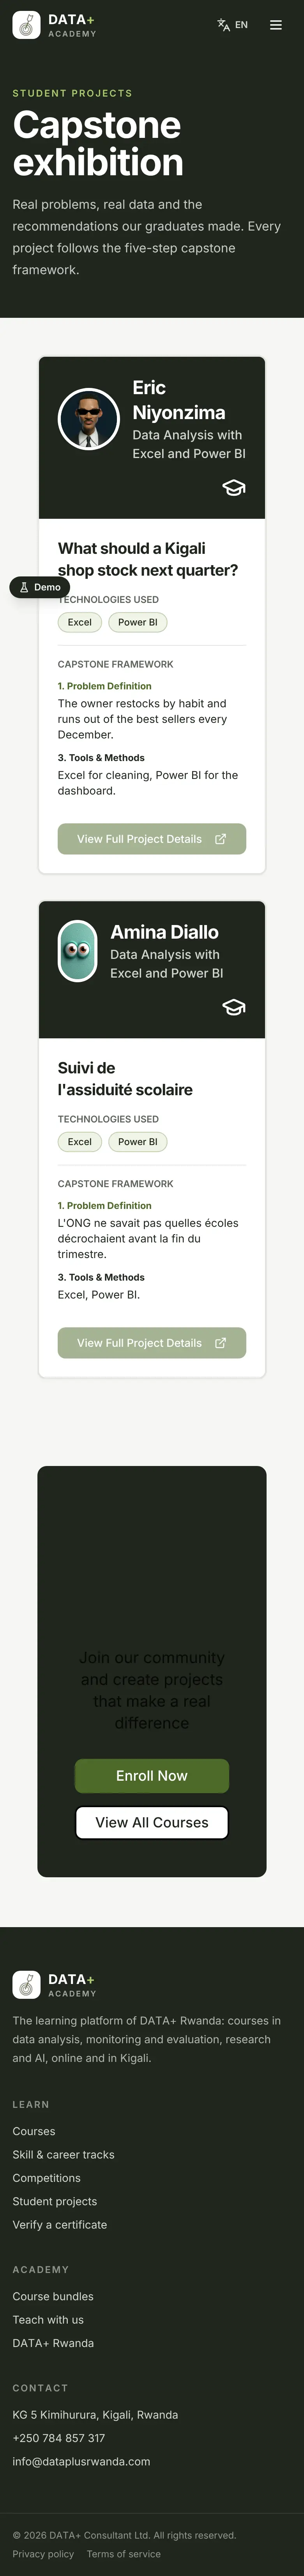 DATA+
ACADEMY
EN
STUDENT PROJECTS
Capstone
exhibition
Real problems, real data and the
recommendations our graduates made. Every
project follows the five-step capstone
framework.
Eric
Niyonzima
Data Analysis with
Excel and Power BI
What should a Kigali
shop stock next quarter?
Demo
TECHNOLOGIES USED
Excel
Power BI
CAPSTONE FRAMEWORK
1. Problem Definition
The owner restocks by habit and
runs out of the best sellers every
December.
3. Tools & Methods
Excel for cleaning, Power BI for the
dashboard.
View Full Project Details
Amina Diallo
Data Analysis with
Excel and Power BI
Suivi de
l'assiduité scolaire
TECHNOLOGIES USED
Excel
Power BI
CAPSTONE FRAMEWORK
1. Problem Definition
L'ONG ne savait pas quelles écoles
décrochaient avant la fin du
trimestre.
3. Tools & Methods
Excel, Power BI.
View Full Project Details
Join our community
and create projects
that make a real
difference
Enroll Now
View All Courses
DATA+
ACADEMY
The learning platform of DATA+ Rwanda: courses in
data analysis, monitoring and evaluation, research
and AI, online and in Kigali.
LEARN
Courses
Skill & career tracks
Competitions
Student projects
Verify a certificate
ACADEMY
Course bundles
Teach with us
DATA+ Rwanda
CONTACT
KG 5 Kimihurura, Kigali, Rwanda
+250 784 857 317
info@dataplusrwanda.com
© 2026 DATA+ Consultant Ltd. All rights reserved.
Privacy policy
Terms of service